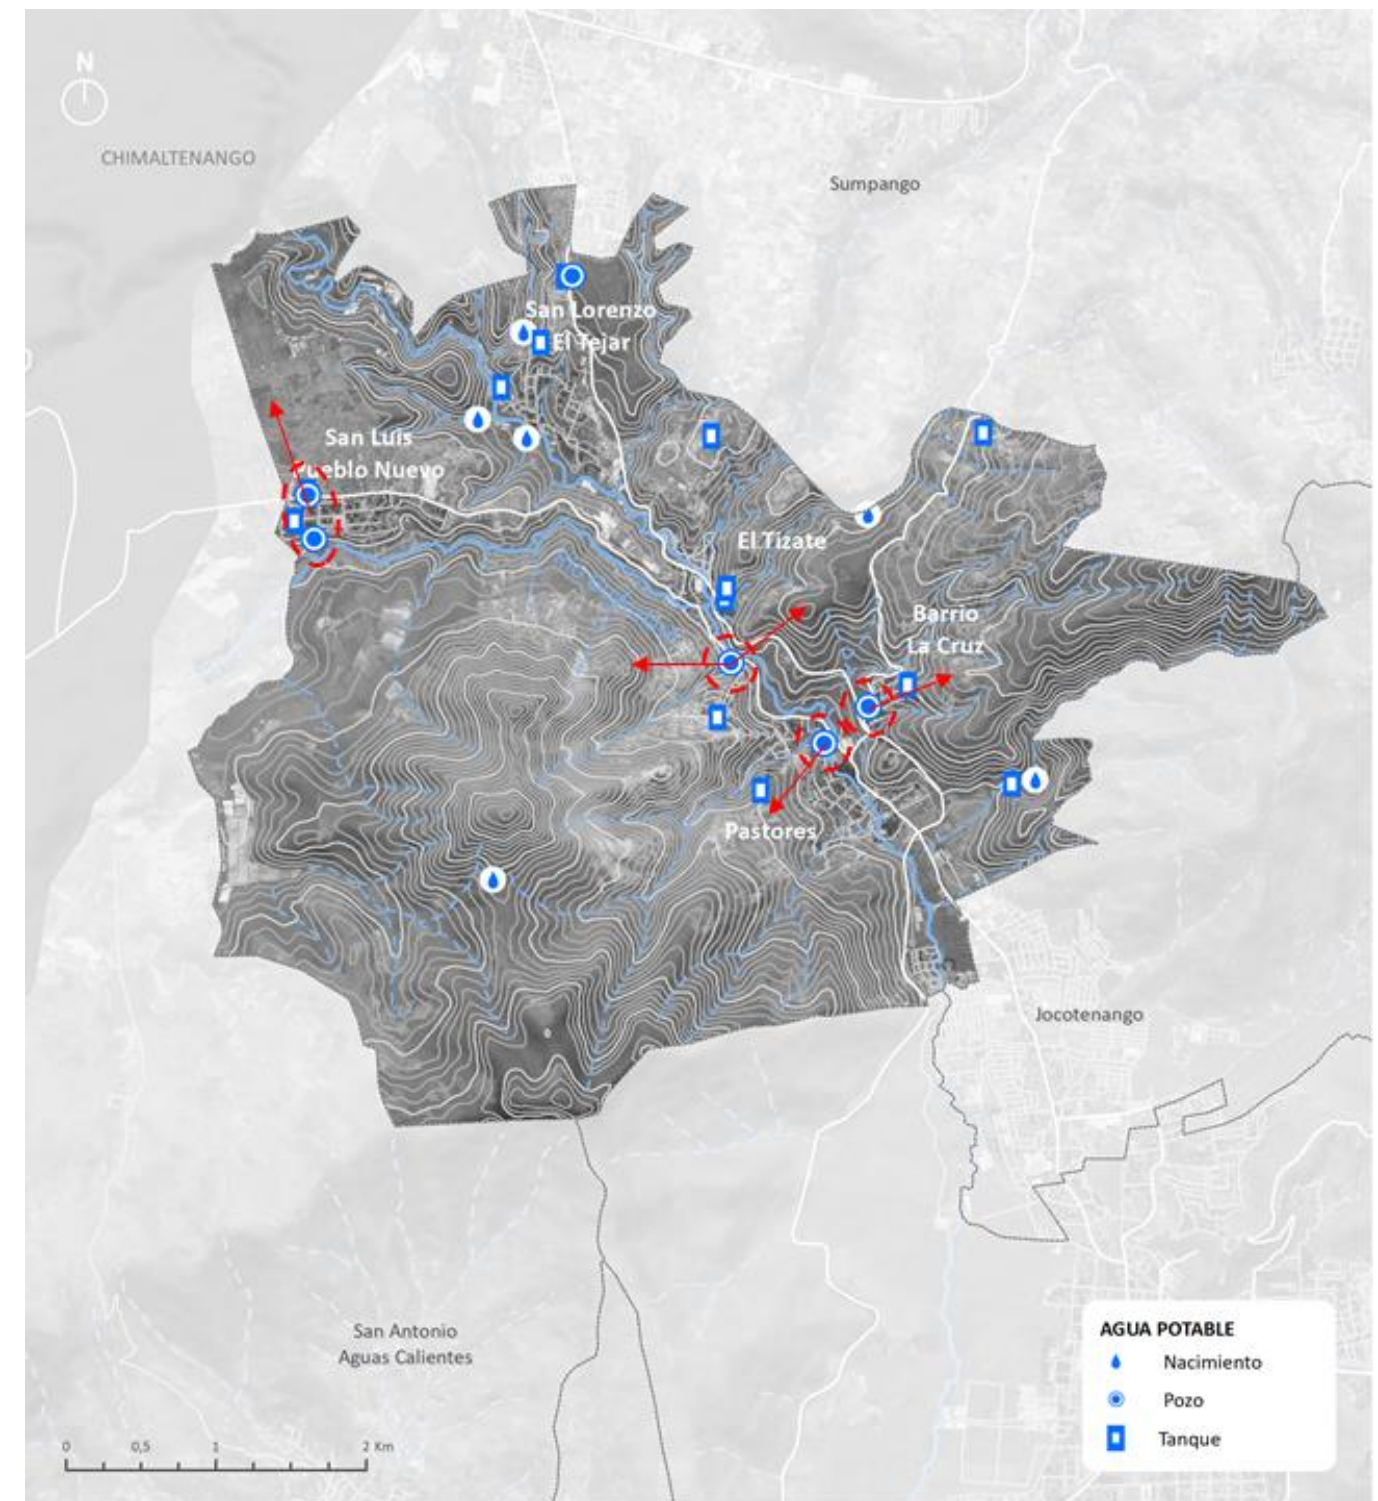 N
CHIMALTENANGO
Sumpango
San Lorenzo
El Tejar
San Luis
Pueblo Nuevo
El Tizate
Barrio
La Cruz
Pastores
Jocotenango
San Antonio
Aguas Calientes
AGUA POTABLE
Nacimiento
Pozo
Tanque
0 0,5 1 2 Km